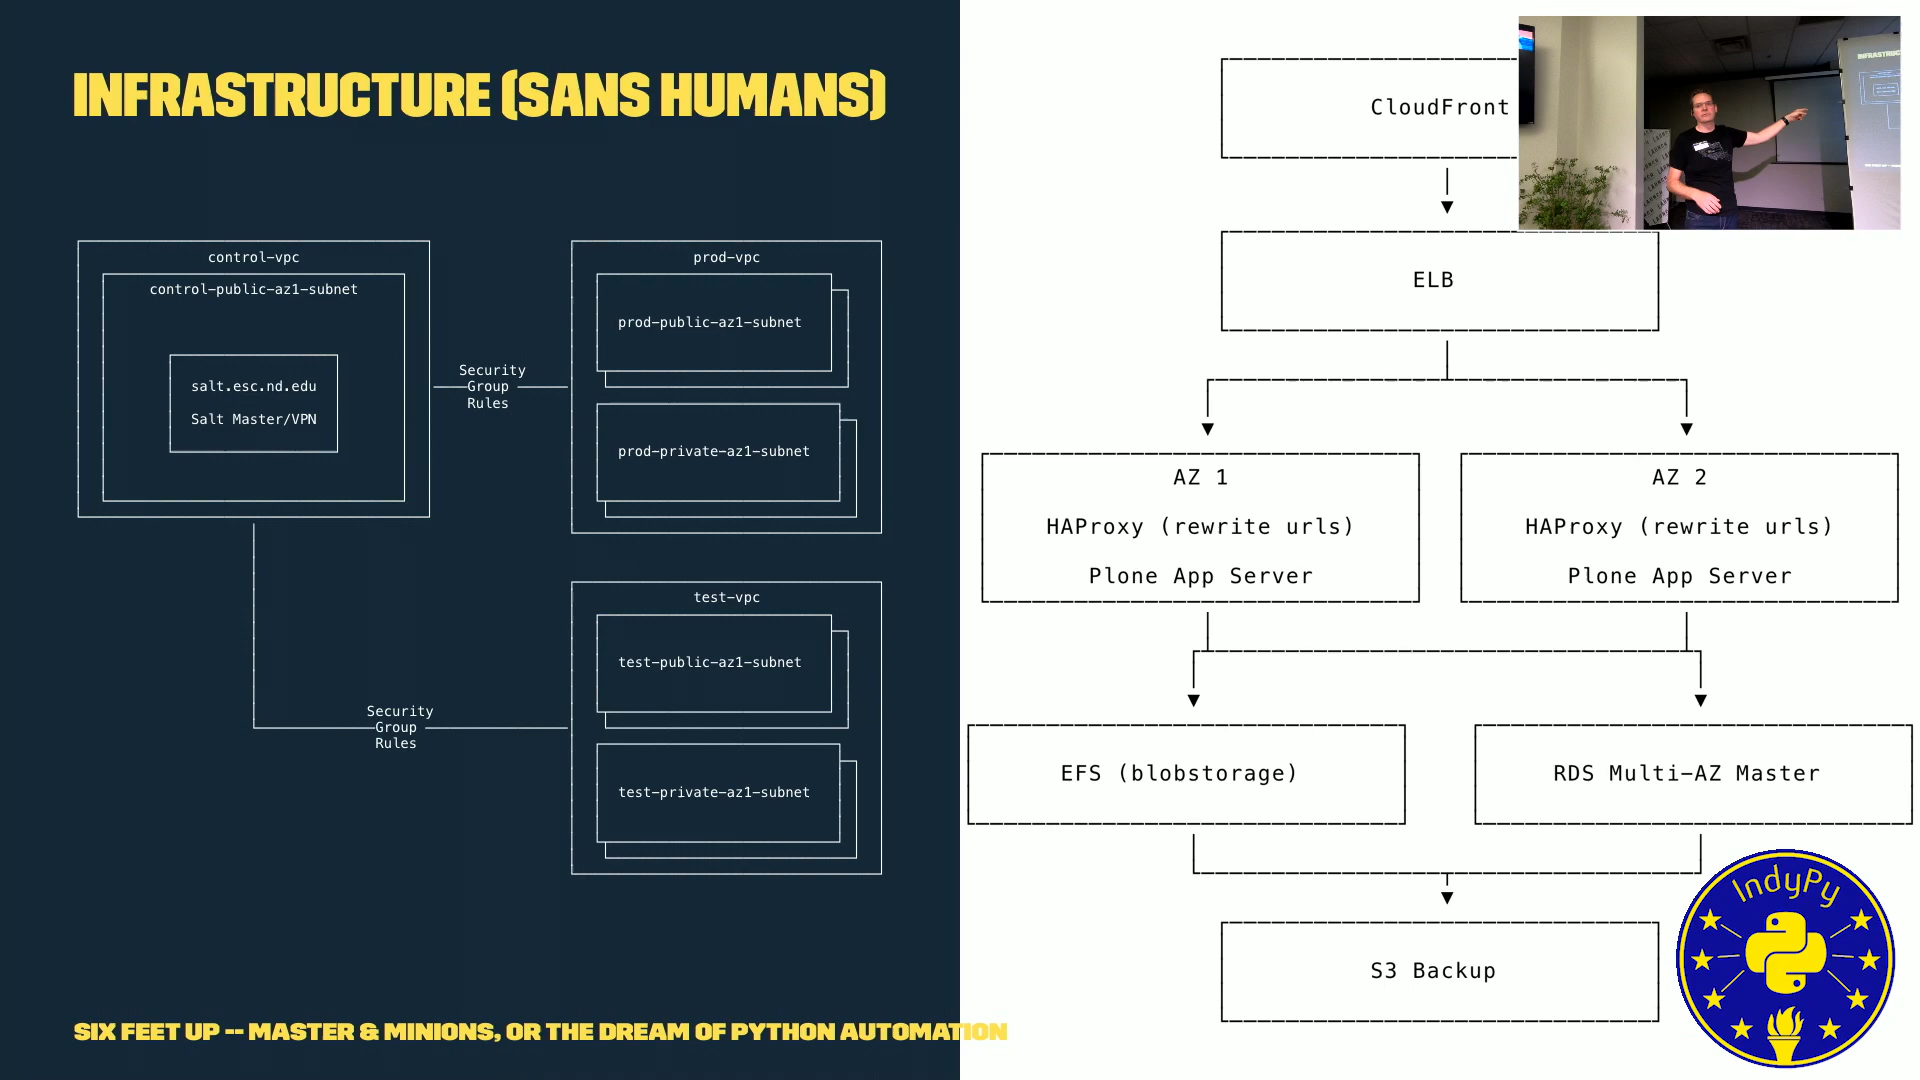 INFRASTRUCTURE (SANS HUMANS)
control-vpc
control-public-az1-subnet
salt.esc.nd.edu
Salt Master/VPN
Security
Group
Rules
prod-vpc
prod-public-az1-subnet
prod-private-az1-subnet
Security
Group
Rules
test-vpc
test-public-az1-subnet
test-private-az1-subnet
SIX FEET UP -- MASTER & MINIONS, OR THE DREAM OF PYTHON AUTOMATION
CloudFront
ELB
AZ 1
HAProxy (rewrite urls)
Plone App Server
AZ 2
HAProxy (rewrite urls)
Plone App Server
EFS (blobstorage)
RDS Multi-AZ Master
S3 Backup
IndyPy